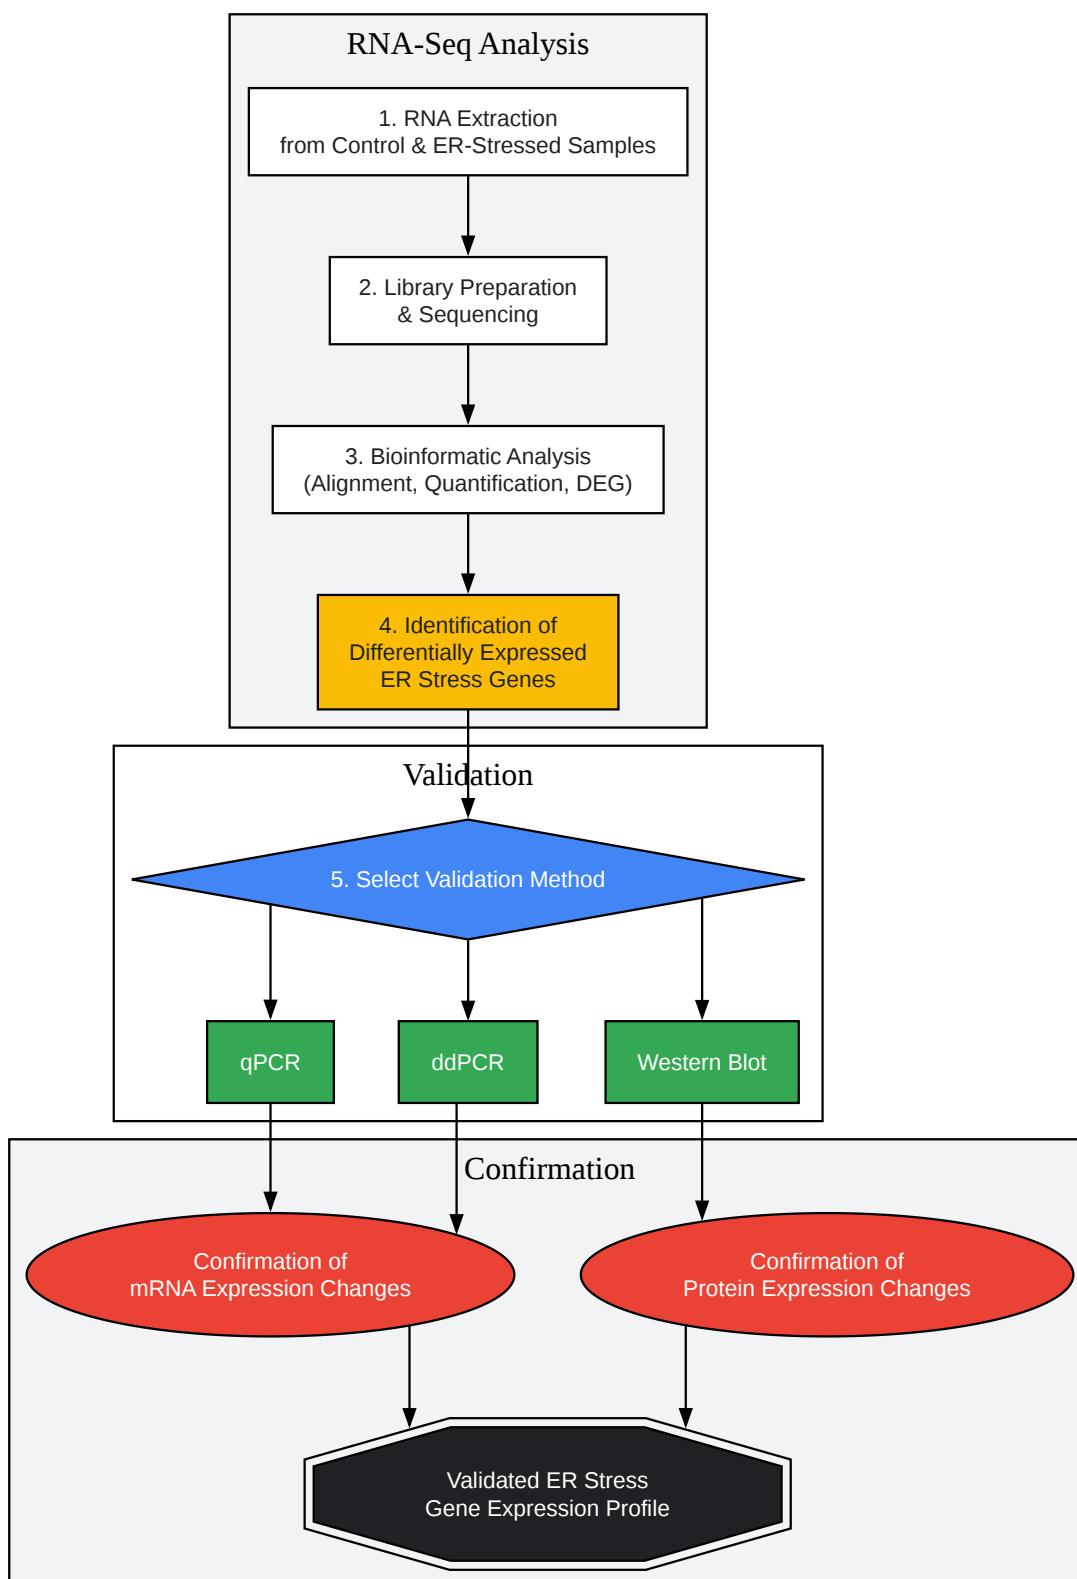 RNA-Seq Analysis
1. RNA Extraction
from Control & ER-Stressed Samples
2. Library Preparation
& Sequencing
3. Bioinformatic Analysis
(Alignment, Quantification, DEG)
4. Identification of
Differentially Expressed
ER Stress Genes
Validation
5. Select Validation Method
qPCR
ddPCR
Western Blot
Confirmation
Confirmation of
mRNA Expression Changes
Confirmation of
Protein Expression Changes
Validated ER Stress
Gene Expression Profile